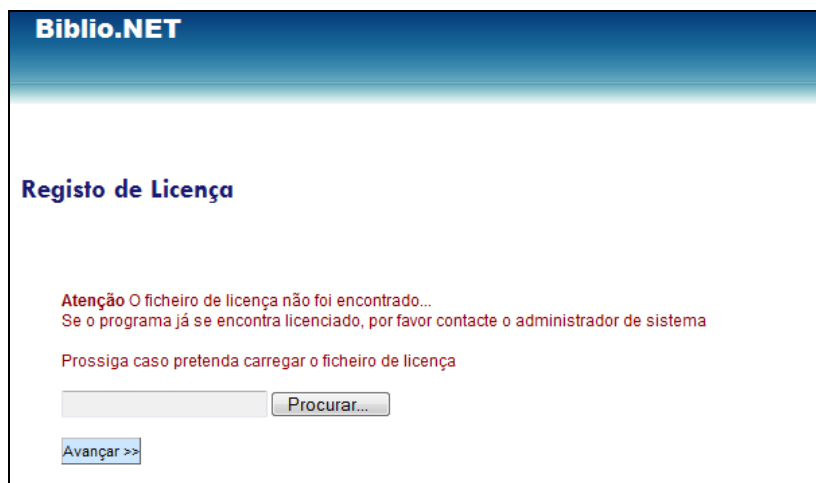 Biblio.NET
Registo de Licença
Atenção O ficheiro de licença não foi encontrado...
Se o programa já se encontra licenciado, por favor contacte o administrador de sistema
Prossiga caso pretenda carregar o ficheiro de licença
Procurar...
Avançar >>